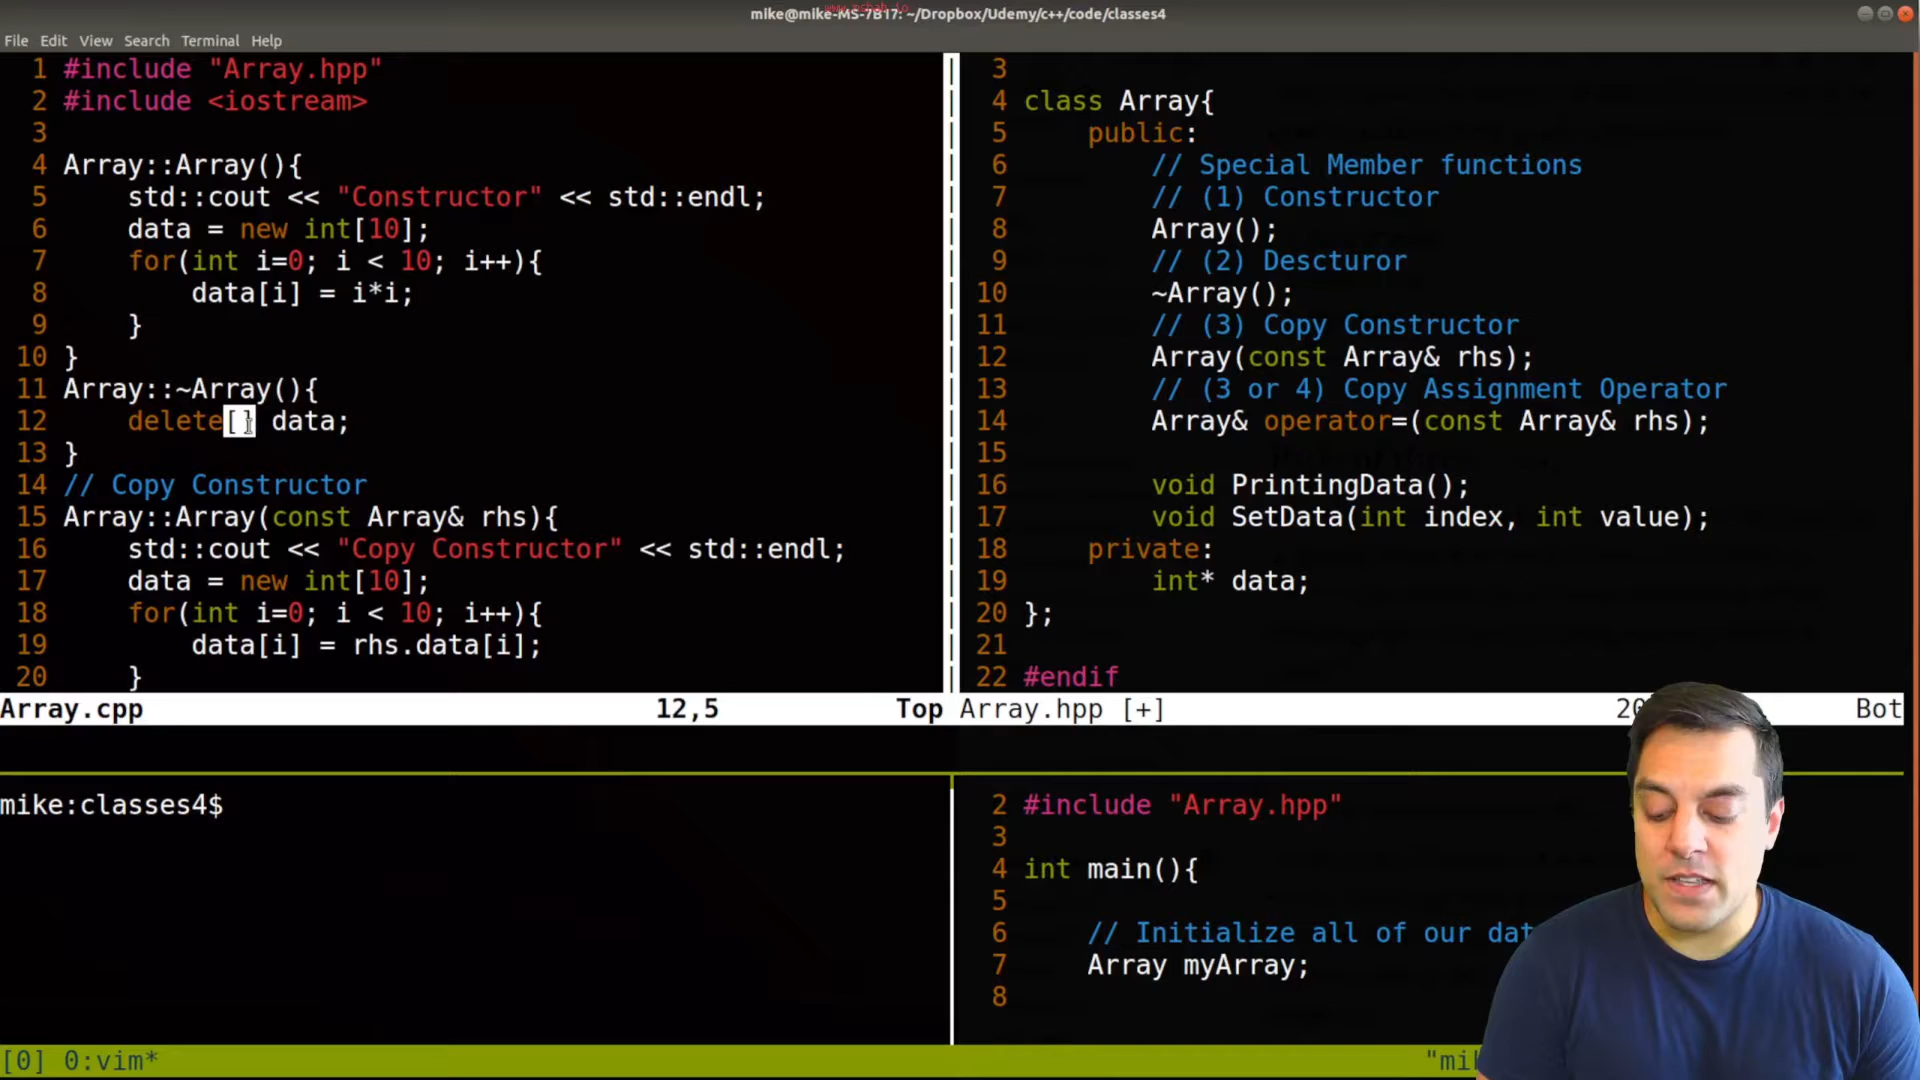 www.mshah.io
mike@mike-MS-7B17: ~/Dropbox/Udemy/c++/code/classes4
File Edit View Search Terminal Help
1 #include "Array.hpp"
2 #include <iostream>
3
4 Array::Array(){
5 std::cout << "Constructor" << std::endl;
6 data = new int[10];
7 for(int i=0; i < 10; i++){
8 data[i] = i*i;
9 }
10 }
11 Array::~Array(){
12 delete[] data;
13 }
14 // Copy Constructor
15 Array::Array(const Array& rhs){
16 std::cout << "Copy Constructor" << std::endl;
17 data = new int[10];
18 for(int i=0; i < 10; i++){
19 data[i] = rhs.data[i];
20 }
Array.cpp 12,5 Top
3
4 class Array{
5 public:
6 // Special Member functions
7 // (1) Constructor
8 Array();
9 // (2) Descturor
10 ~Array();
11 // (3) Copy Constructor
12 Array(const Array& rhs);
13 // (3 or 4) Copy Assignment Operator
14 Array& operator=(const Array& rhs);
15
16 void PrintingData();
17 void SetData(int index, int value);
18 private:
19 int* data;
20 };
21
22 #endif
Array.hpp [+] 20 Bot
mike:classes4$
2 #include "Array.hpp"
3
4 int main(){
5
6 // Initialize all of our dat
7 Array myArray;
8
[0] 0:vim* "mi